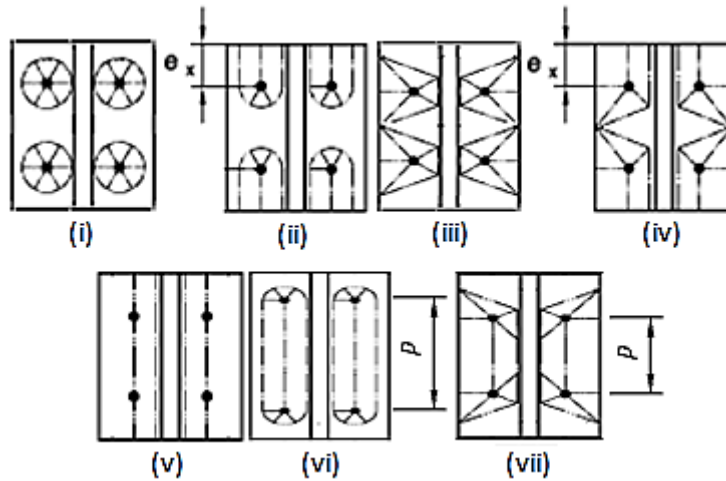 e x e x
(i) (ii) (iii) (iv)
p p
(v) (vi) (vii)